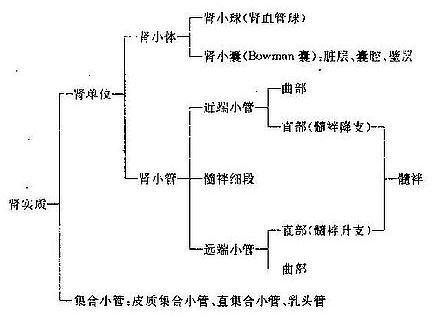 肾小球(肾血管球)
肾小体
肾小囊(Bowman 囊):脏层、囊腔、壁层
肾单位
曲部
近端小管
直部(髓袢降支)
肾小管
髓袢细段
髓袢
肾实质
直部(髓袢升支)
远端小管
曲部
集合小管:皮质集合小管、直集合小管、乳头管